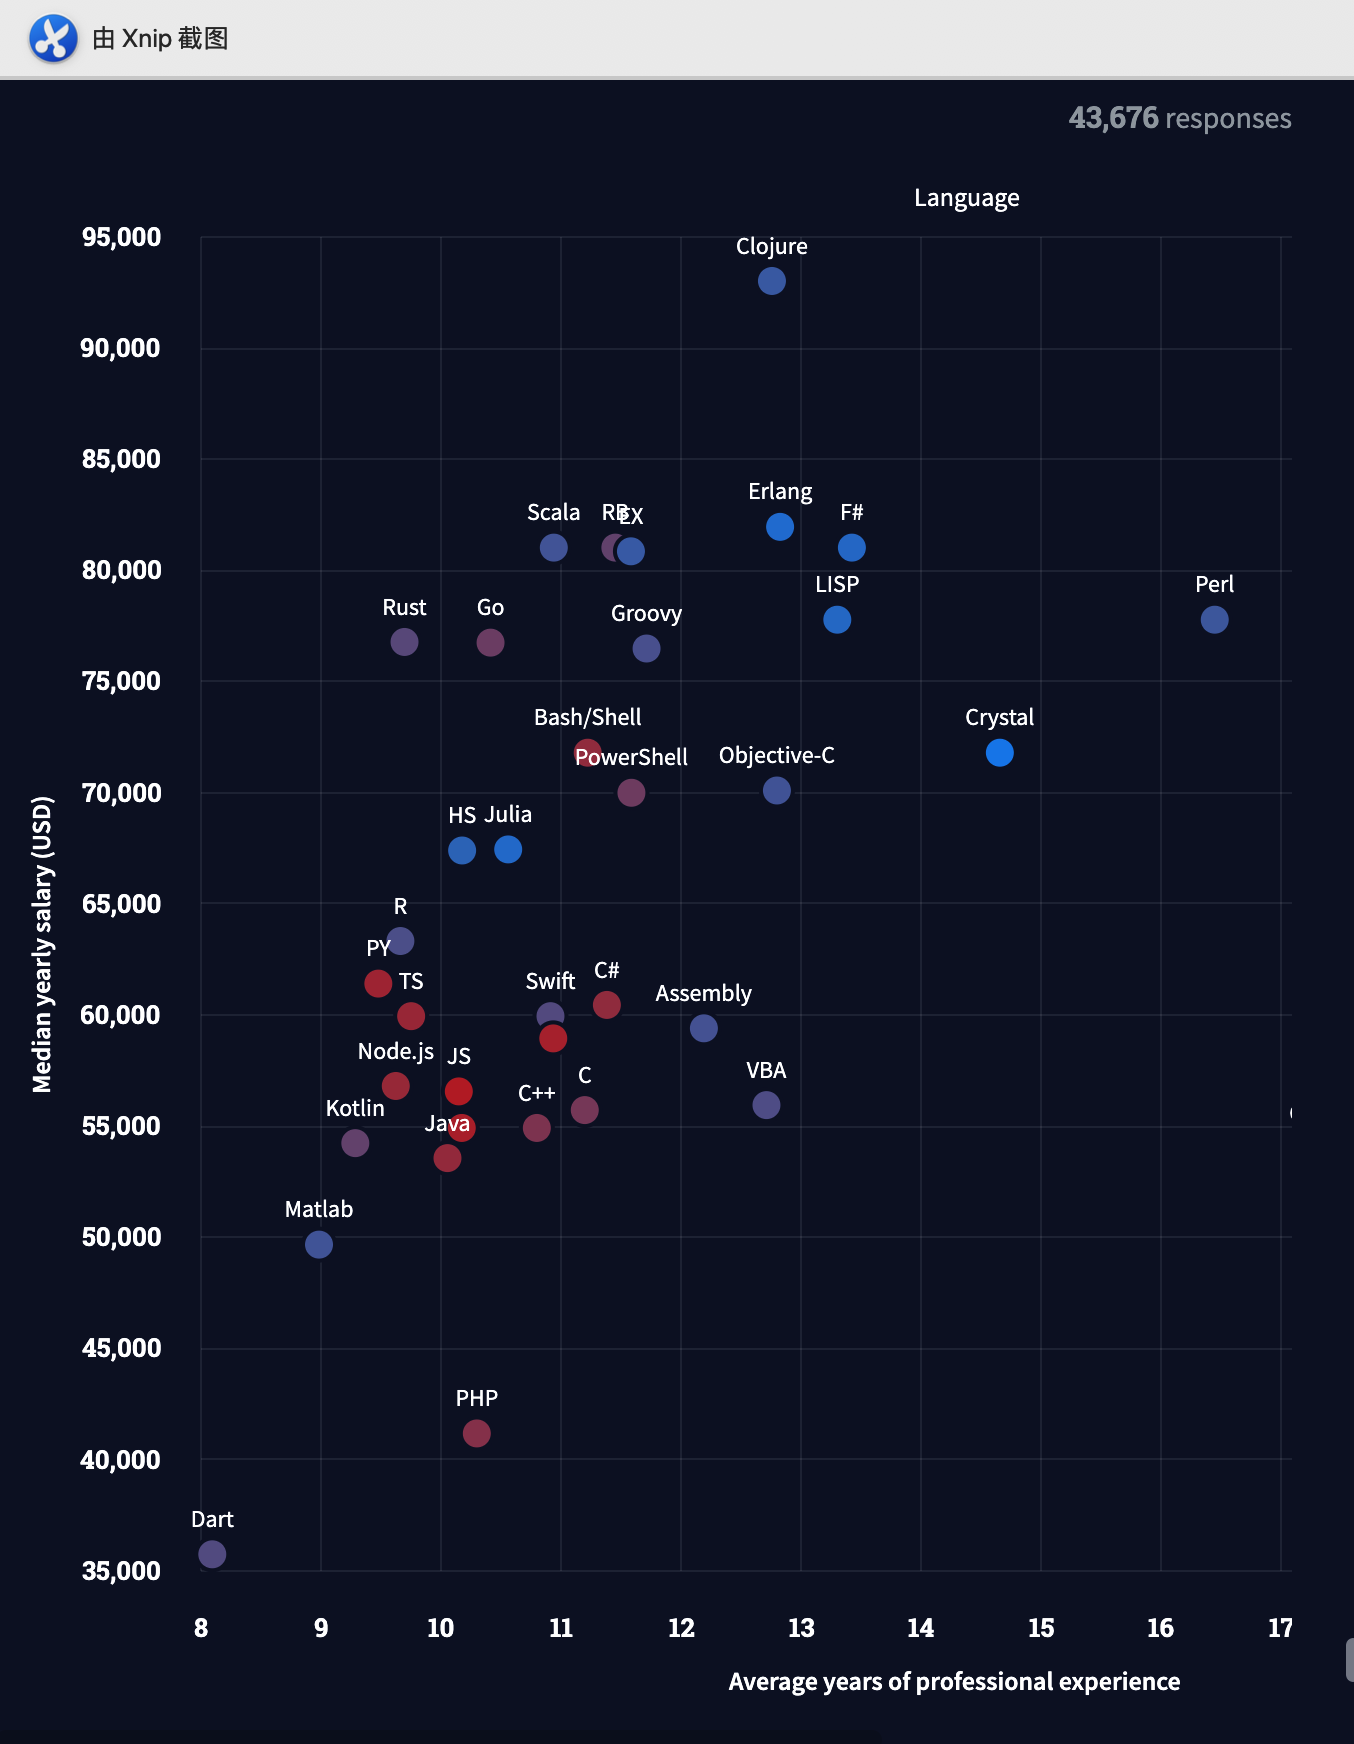 由 Xnip 截图
43,676 responses
Language
95,000
Clojure
90,000
85,000
Erlang
Scala
RB
EX
F#
80,000
LISP
Perl
Rust
Go
Groovy
75,000
Bash/Shell
Crystal
PowerShell
Objective-C
70,000
HS
Julia
65,000
R
PY
TS
Swift
C#
Assembly
60,000
Node.js
JS
VBA
C
C++
Kotlin
Java
55,000
Matlab
50,000
45,000
PHP
40,000
Dart
35,000
8
9
10
11
12
13
14
15
16
17
Median yearly salary (USD)
Average years of professional experience